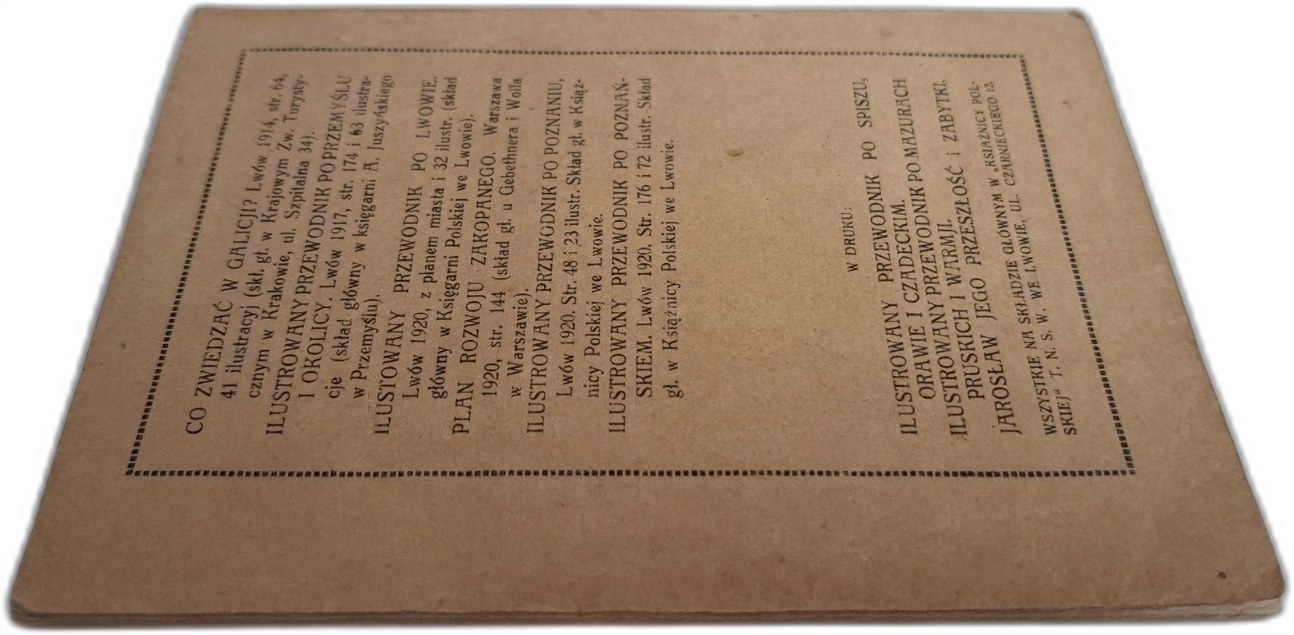 CO ZWIEDZAĆ W GALICJI? Lwów 1914, str. 64,
41 ilustracyj (skł. gł. w Krajowym Zw. Turysty-
cznym w Krakowie, ul. Szpitalna 34).
ILUSTROWANY PRZEWODNIK PO PRZEMYŚLU
I OKOLICY. Lwów 1917, str. 174 i 63 ilustra-
cje (skład główny w księgarni A. Juszyńskiego
w Przemyślu).
ILUSTOWANY PRZEWODNIK PO LWOWIE.
Lwów 1920, z planem miasta i 32 ilustr. (skład
główny w Księgarni Polskiej we Lwowie).
PLAN ROZWOJU ZAKOPANEGO. Warszawa
1920, str. 144 (skład gł. u Gebethnera i Wolfa
w Warszawie).
ILUSTROWANY PRZEWODNIK PO POZNANIU,
Lwów 1920. Str. 48 i 23 ilustr. Skład gł. w Książ-
nicy Polskiej we Lwowie.
ILUSTROWANY PRZEWODNIK PO POZNAŃ-
SKIEM. Lwów 1920. Str. 176 i 72 ilustr. Skład
gł. w Książnicy Polskiej we Lwowie.
W DRUKU:
ILUSTROWANY PRZEWODNIK PO SPISZU,
ORAWIE I CZADECKIM.
ILUSTROWANY PRZEWODNIK PO MAZURACH
PRUSKICH I WARMJI.
JAROSŁAW JEGO PRZESZŁOŚĆ i ZABYTKI.
WSZYSTKIE NA SKŁADZIE GŁÓWNYM W „KSIĄŻNICY POL-
SKIEJ" T. N. S. W. WE LWOWIE, UL. CZARNIECKIEGO 12.